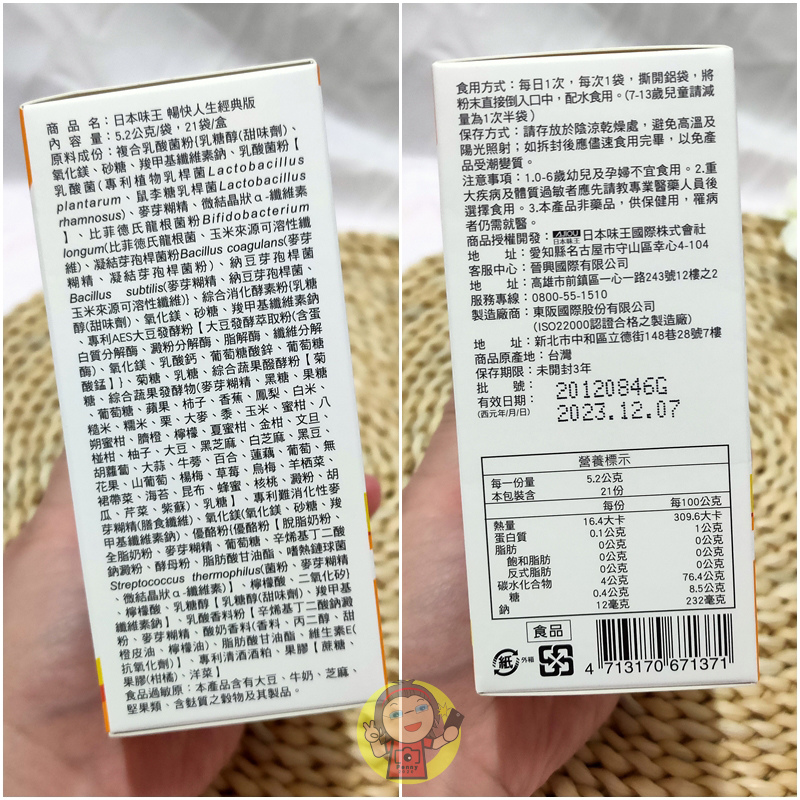 商 品 名：日本味王 暢快人生經典版
內 容 量：5.2公克/袋，21袋/盒
原料成份：複合乳酸菌粉{乳糖醇(甜味劑)、
氧化鎂、砂糖、羧甲基纖維素鈉、乳酸菌粉【
乳酸菌(專利植物乳桿菌Lactobacillus
plantarum、鼠李糖乳桿菌Lactobacillus
rhamnosus)、麥芽糊精、微結晶狀α-纖維素
】、比菲德氏龍根菌粉Bifidobacterium
longum(比菲德氏龍根菌、玉米來源可溶性纖
維)、凝結芽孢桿菌粉Bacillus coagulans(麥芽
糊精、凝結芽孢桿菌粉)、納豆芽孢桿菌
Bacillus subtilis(麥芽糊精、納豆芽孢桿菌、
玉米來源可溶性纖維)}、綜合消化酵素粉{乳糖
醇(甜味劑)、氧化鎂、砂糖、羧甲基纖維素鈉
、專利AES大豆發酵粉【大豆發酵萃取粉(含蛋
白質分解酶、澱粉分解酶、脂解酶、纖維分解
酶)、氧化鎂、乳酸鈣、葡萄糖酸鋅、葡萄糖
酸錳】}、菊糖、乳糖、綜合蔬果醱酵粉【菊
糖、綜合蔬果發酵物(麥芽糊精、黑糖、果糖
、葡萄糖、蘋果、柿子、香蕉、鳳梨、白米、
糙米、糯米、粟、大麥、黍、玉米、蜜柑、八
朔蜜柑、臍橙、檸檬、夏蜜柑、金柑、文旦、
椪柑、柚子、大豆、黑芝麻、白芝麻、黑豆、
胡蘿蔔、大蒜、牛蒡、百合、蓮藕、葡萄、無
花果、山葡萄、楊梅、草莓、烏梅、羊栖菜、
裙帶菜、海苔、昆布、蜂蜜、核桃、澱粉、胡
瓜、芹菜、紫蘇)、乳糖】、專利難消化性麥
芽糊精(膳食纖維)、氧化鎂(氧化鎂、砂糖、羧
甲基纖維素鈉)、優酪粉(優酪粉【脫脂奶粉、
全脂奶粉、麥芽糊精、葡萄糖、辛烯基丁二酸
鈉澱粉、酵母粉、脂肪酸甘油酯、嗜熱鏈球菌
Streptococcus thermophilus(菌粉、麥芽糊精
、微結晶狀α-纖維素)】、檸檬酸、二氧化矽)
、檸檬酸、乳糖醇【乳糖醇(甜味劑)、羧甲基
纖維素鈉】、乳酸香料粉【辛烯基丁二酸鈉澱
粉、麥芽糊精、酸奶香料(香料、丙二醇、甜
橙皮油、檸檬油)、脂肪酸甘油酯、維生素E(
抗氧化劑)】、專利清酒酒粕、果膠【蔗糖、
果膠(柑橘)、洋菜】
食品過敏原：本產品含有大豆、牛奶、芝麻、
堅果類、含麩質之穀物及其製品。
食用方式：每日1次，每次1袋，撕開鋁袋，將
粉末直接倒入口中，配水食用。(7-13歲兒童請減
量為1次半袋)
保存方式：請存放於陰涼乾燥處，避免高溫及
陽光照射；如拆封後應儘速食用完畢，以免產
品受潮變質。
注意事項：1.0-6歲幼兒及孕婦不宜食用。2.重
大疾病及體質過敏者應先請教專業醫藥人員後
選擇食用。3.本產品非藥品，供保健用，罹病
者仍需就醫。
商品授權開發：AJOU 日本味王 日本味王國際株式會社
地　　址：愛知縣名古屋市守山區幸心4-104
客服中心：晉興國際有限公司
地　　址：高雄市前鎮區一心一路243號12樓之2
服務專線：0800-55-1510
製造廠商：東阪國際股份有限公司
(ISO22000認證合格之製造廠)
地　　址：新北市中和區立德街148巷28號7樓
商品原產地：台灣
保存期限：未開封3年
批　　號：20120846G
有效日期：2023.12.07
(西元年/月/日)
營養標示
每一份量 5.2公克
本包裝含 21份
每份 每100公克
熱量 16.4大卡 309.6大卡
蛋白質 0.1公克 1公克
脂肪 0公克 0公克
飽和脂肪 0公克 0公克
反式脂肪 0公克 0公克
碳水化合物 4公克 76.4公克
糖 0.4公克 8.5公克
鈉 12毫克 232毫克
食品
紙 外箱
4 713170 671371
Penny